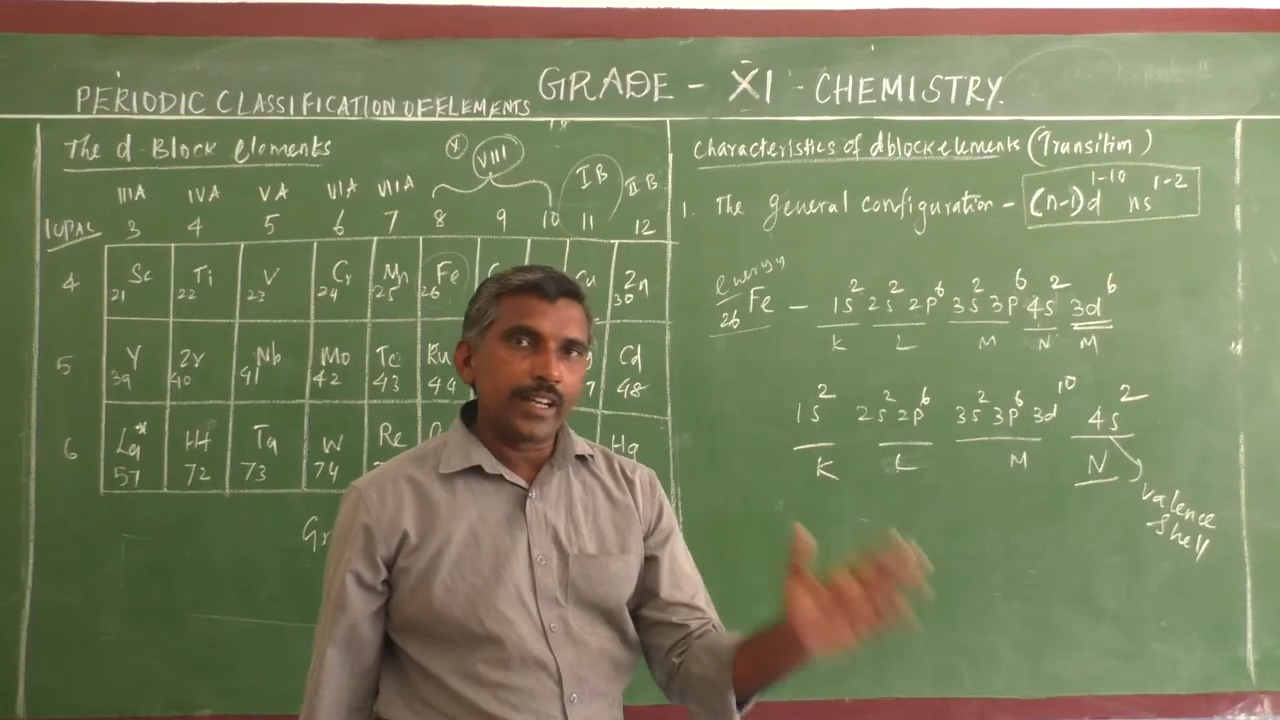 PERIODIC CLASSIFICATION OF ELEMENTS
GRADE - XI - CHEMISTRY.
The d-Block elements
(X) VIII
IIIA IVA VA VIA VIIA IB IIB
IUPAC 3 4 5 6 7 8 9 10 11 12
4 Sc Ti V Cr Mn Fe Cu Zn
21 22 23 24 25 26 30
5 Y Zr Nb Mo Tc Ru Cd
39 40 41 42 43 44 48
6 La* Hf Ta W Re Hg
57 72 73 74
Characteristics of d block elements (Transition)
1. The general configuration - (n-1)d¹⁻¹⁰ ns¹⁻²
energy
₂₆Fe - 1s² 2s² 2p⁶ 3s² 3p⁶ 4s² 3d⁶
K L M N M
1s² 2s² 2p⁶ 3s² 3p⁶ 3d¹⁰ 4s²
K L M N
Valence
Shell